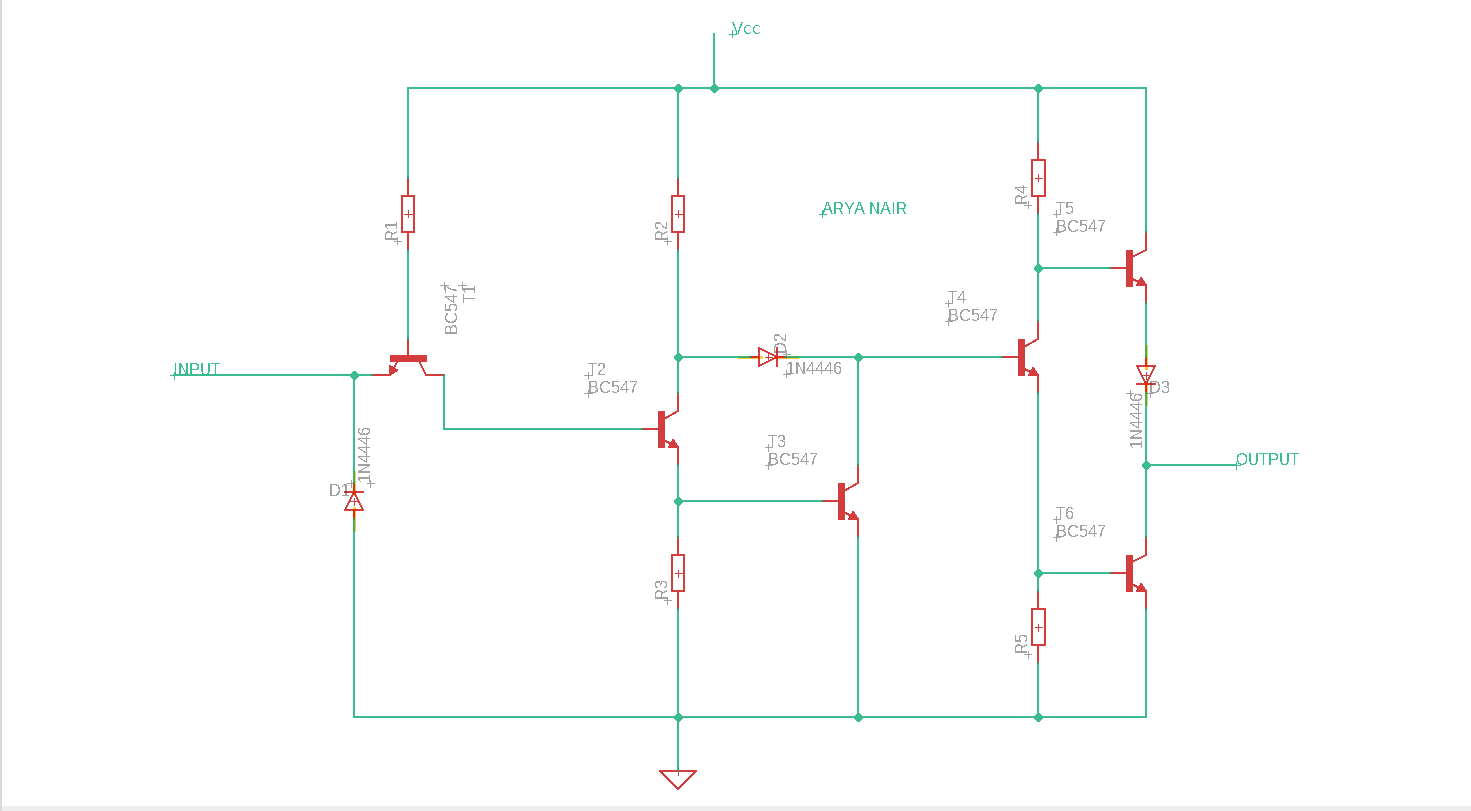 Vcc
ARYA NAIR
R1
R2
R4
T5
BC547
BC547
T1
T4
BC547
INPUT
T2
BC547
D2
1N4446
D3
1N4446
T3
BC547
OUTPUT
1N4446
D1
T6
BC547
R3
R5